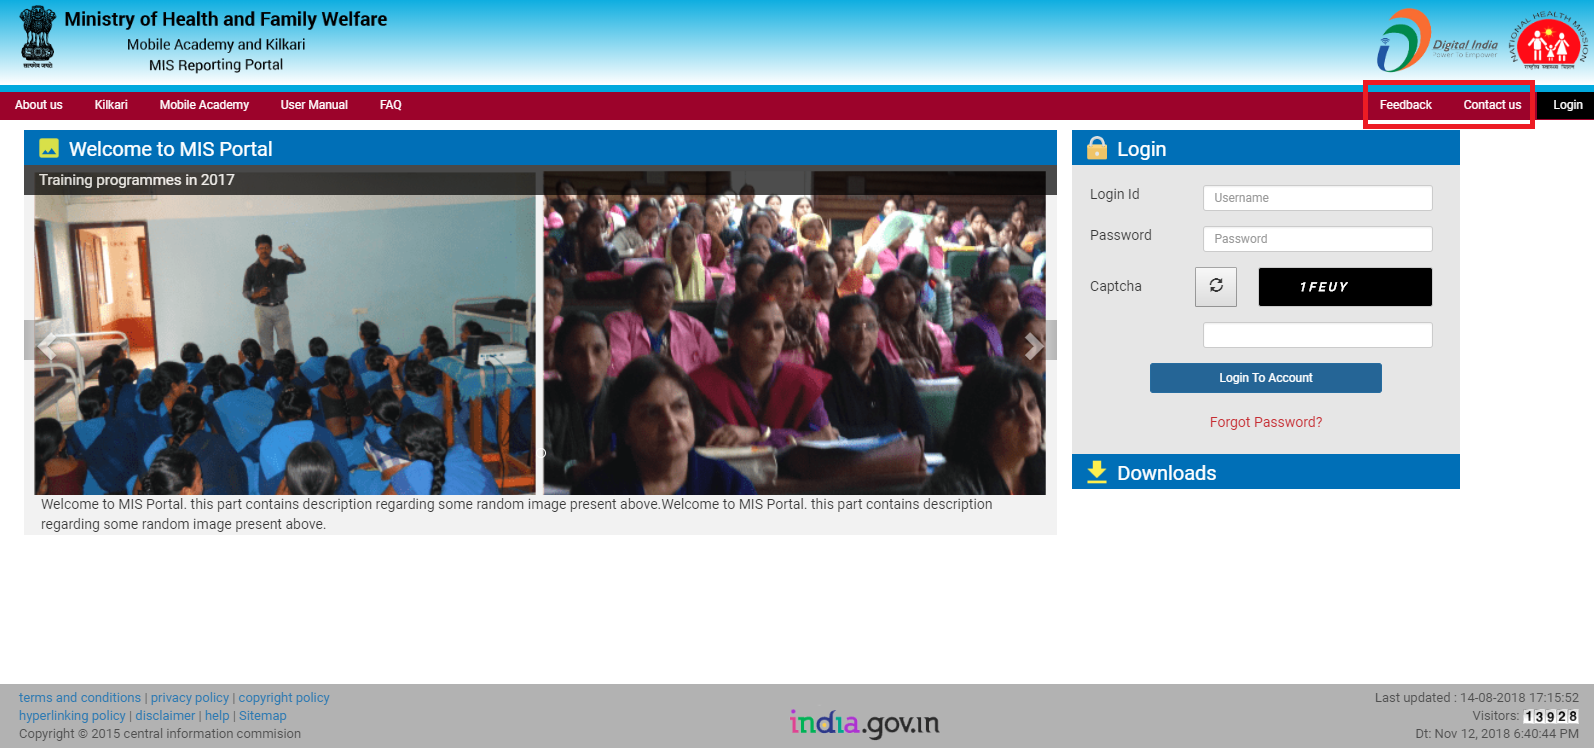 Ministry of Health and Family Welfare
Mobile Academy and Kilkari
MIS Reporting Portal
सत्यमेव जयते
Digital India
Power To Empower
NATIONAL HEALTH MISSION
राष्ट्रीय स्वास्थ्य मिशन
About us Kilkari Mobile Academy User Manual FAQ Feedback Contact us Login
Welcome to MIS Portal
Training programmes in 2017
Welcome to MIS Portal. this part contains description regarding some random image present above.Welcome to MIS Portal. this part contains description
regarding some random image present above.
Login
Login Id Username
Password Password
Captcha 1FEUY
Login To Account
Forgot Password?
Downloads
terms and conditions | privacy policy | copyright policy
hyperlinking policy | disclaimer | help | Sitemap
Copyright © 2015 central information commision
india.gov.in
Last updated : 14-08-2018 17:15:52
Visitors: 13928
Dt: Nov 12, 2018 6:40:44 PM